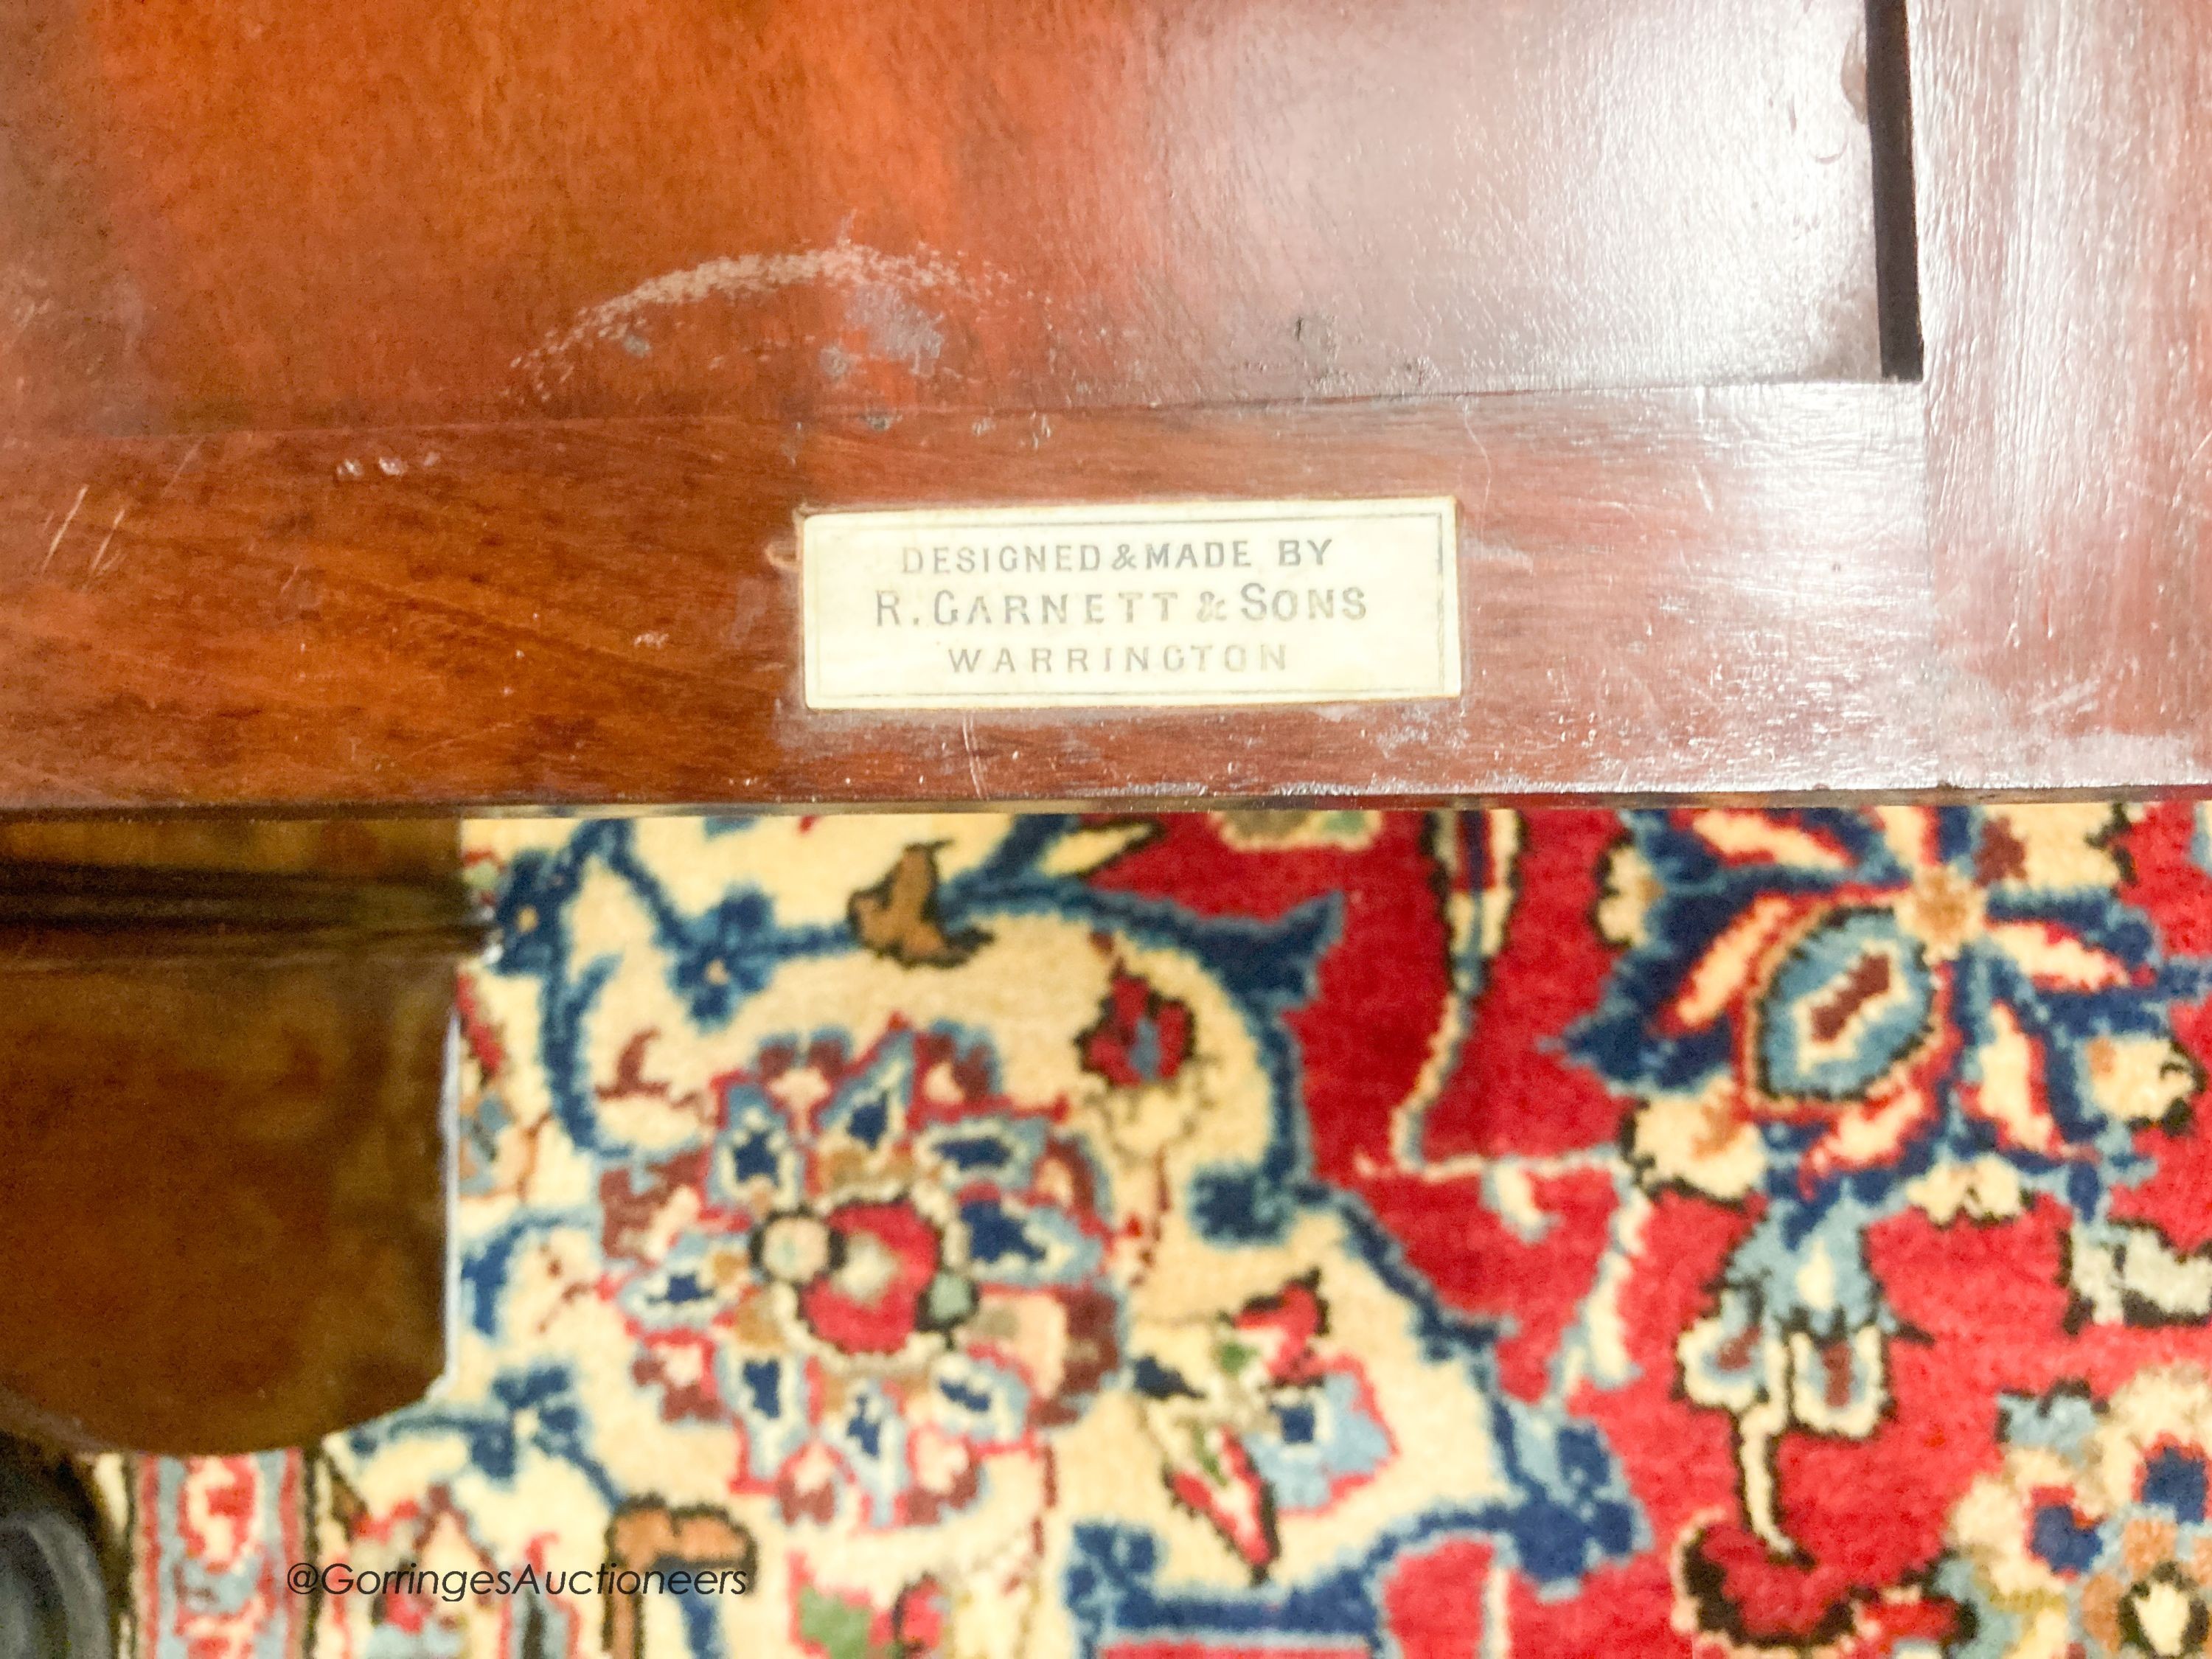 DESIGNED & MADE BY
R. GARNETT & SONS
WARRINGTON
@GorringesAuctioneers